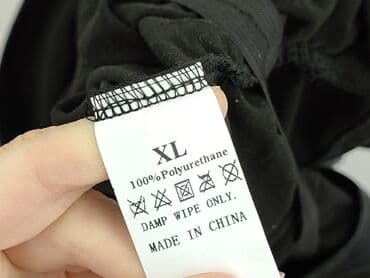 XL
100% Polyurethane
DAMP WIPE ONLY.
MADE IN CHINA